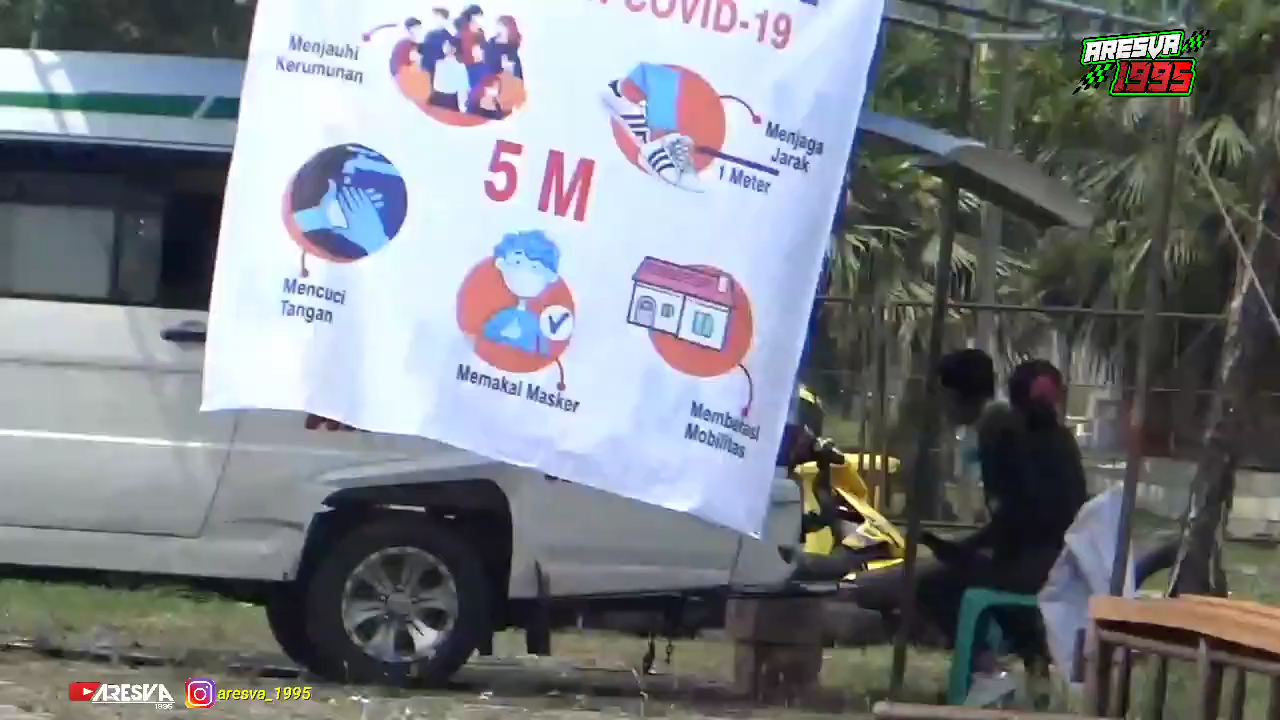 COVID-19
Menjauhi
Kerumunan
Menjaga
Jarak
1 Meter
5 M
Mencuci
Tangan
Memakai Masker
Membatasi
Mobilitas
ARESVA
1995
ARESVA
1995
aresva_1995